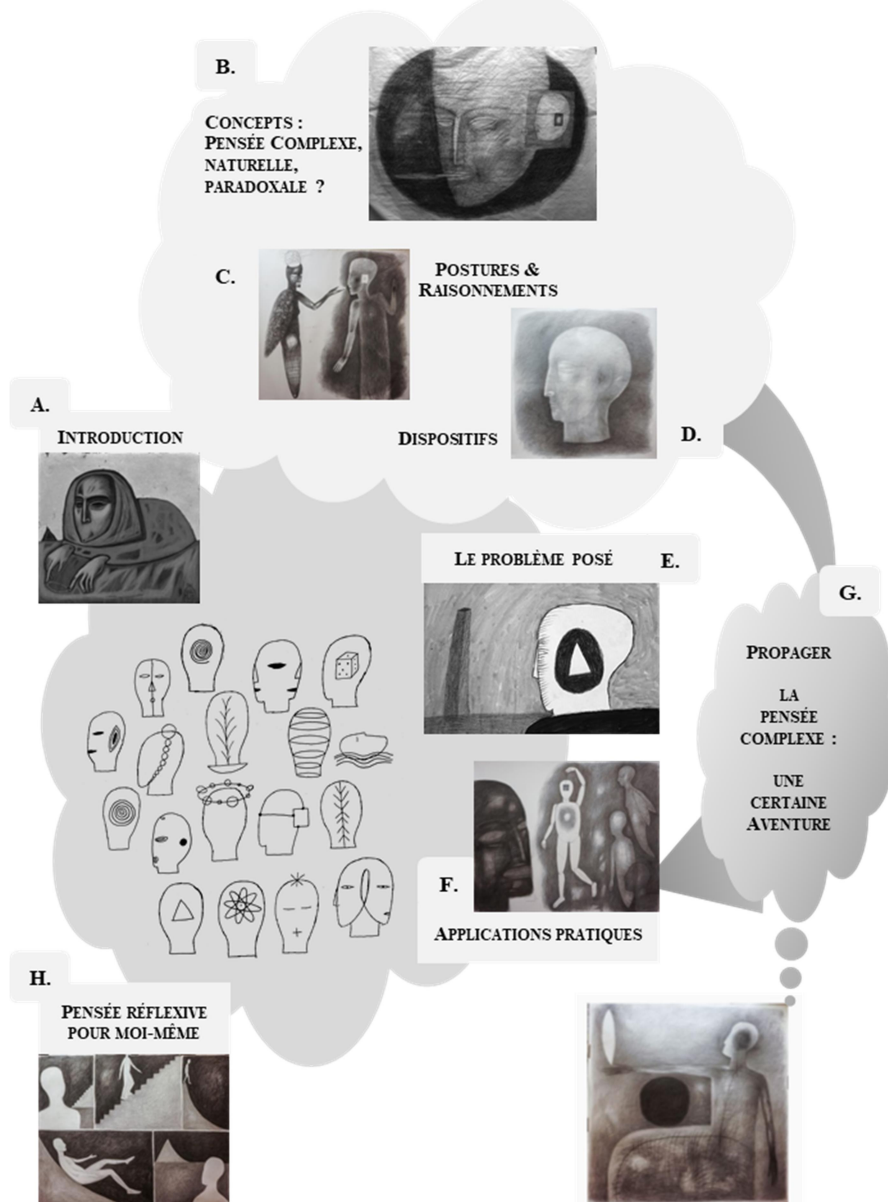 B.
CONCEPTS :
PENSÉE COMPLEXE,
NATURELLE,
PARADOXALE ?
C.
POSTURES &
RAISONNEMENTS
A.
INTRODUCTION
DISPOSITIFS
D.
LE PROBLÈME POSÉ
E.
G.
PROPAGER
LA
PENSÉE
COMPLEXE :
UNE
CERTAINE
AVENTURE
F.
APPLICATIONS PRATIQUES
H.
PENSÉE RÉFLEXIVE
POUR MOI-MÊME